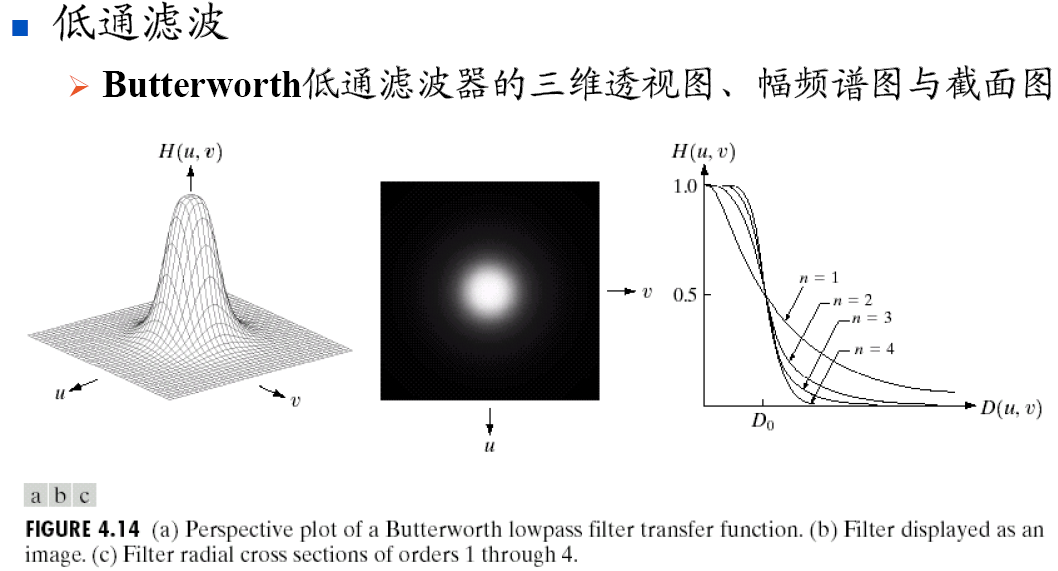 低通滤波
Butterworth低通滤波器的三维透视图、幅频谱图与截面图
H(u, v)
u
v
v
u
H(u, v)
1.0
0.5
n = 1
n = 2
n = 3
n = 4
D₀
D(u, v)
a b c
FIGURE 4.14 (a) Perspective plot of a Butterworth lowpass filter transfer function. (b) Filter displayed as an
image. (c) Filter radial cross sections of orders 1 through 4.